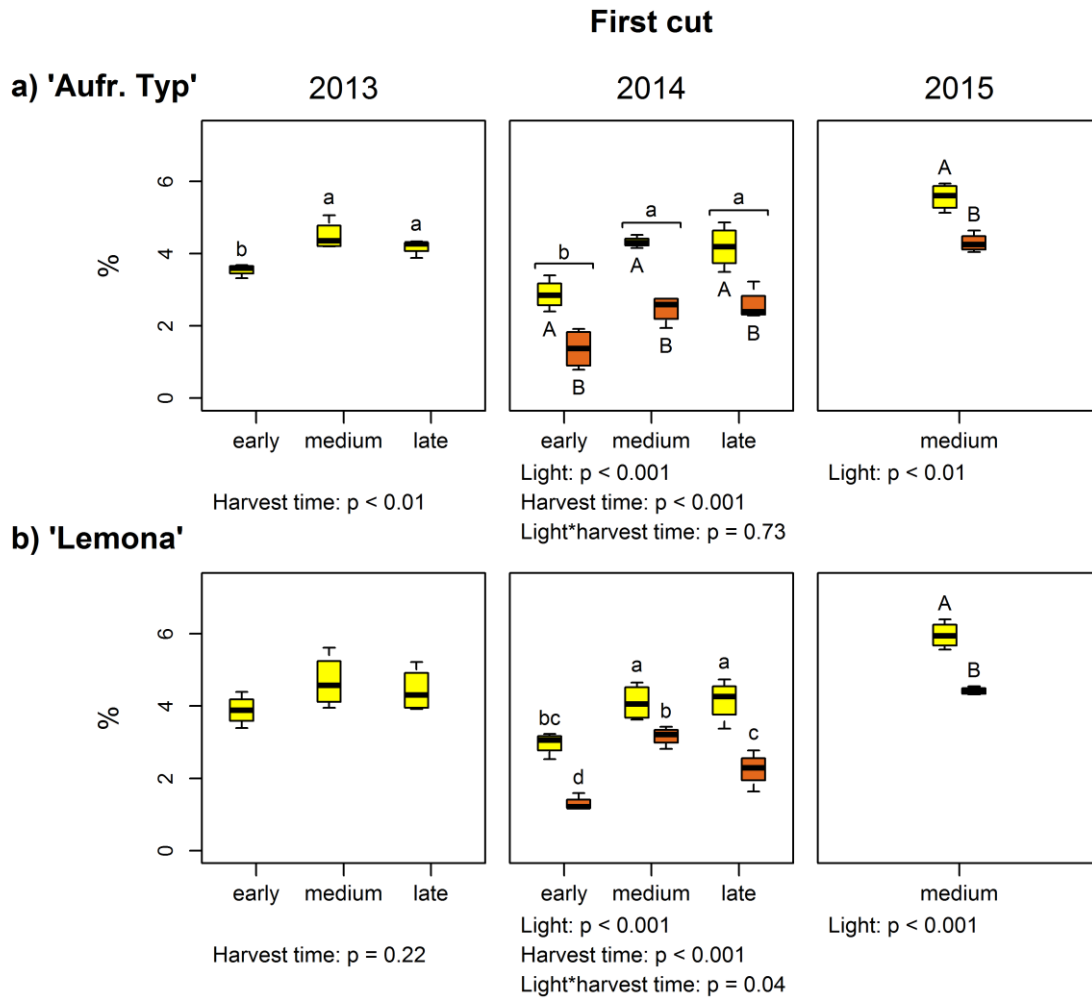 First cut
a) 'Aufr. Typ' 2013 2014 2015
%
0 2 4 6
b a a
b a a
A B A B A B
A B
early medium late
early medium late
medium
Light: p < 0.001
Light: p < 0.01
Harvest time: p < 0.01
Harvest time: p < 0.001
Light*harvest time: p = 0.73
b) 'Lemona'
%
0 2 4 6
bc d a b a c
A B
early medium late
early medium late
medium
Light: p < 0.001
Light: p < 0.001
Harvest time: p = 0.22
Harvest time: p < 0.001
Light*harvest time: p = 0.04